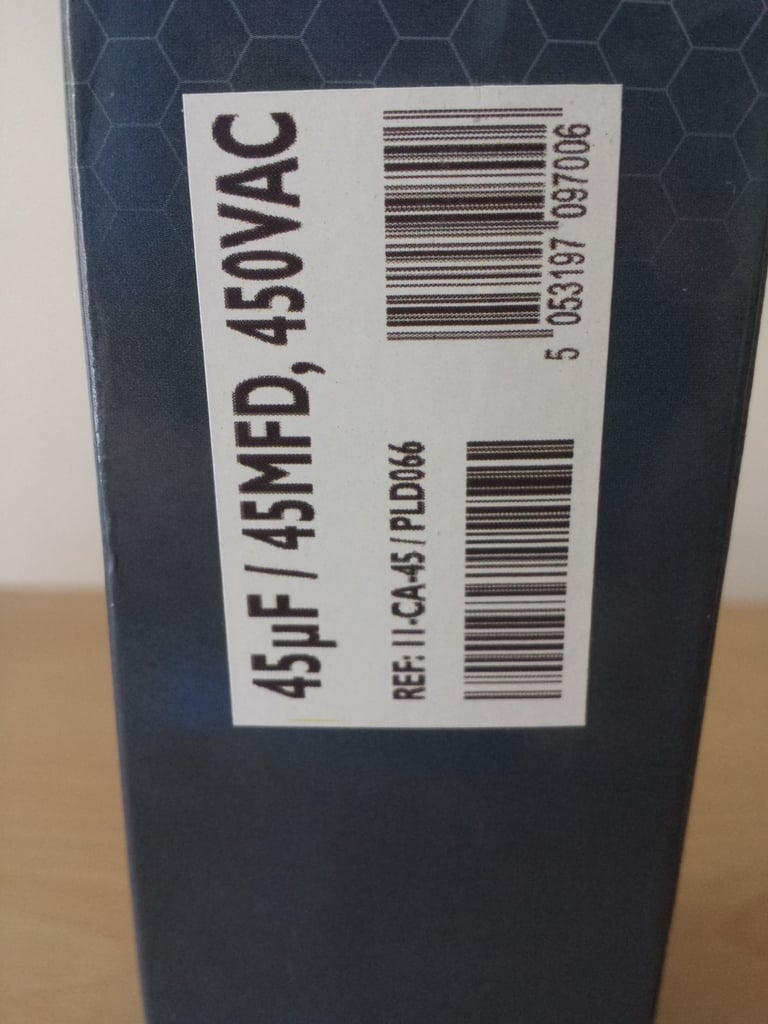 45µF / 45MFD, 450VAC
REF: 11-CA-45 / PLD066
5 053197 097006